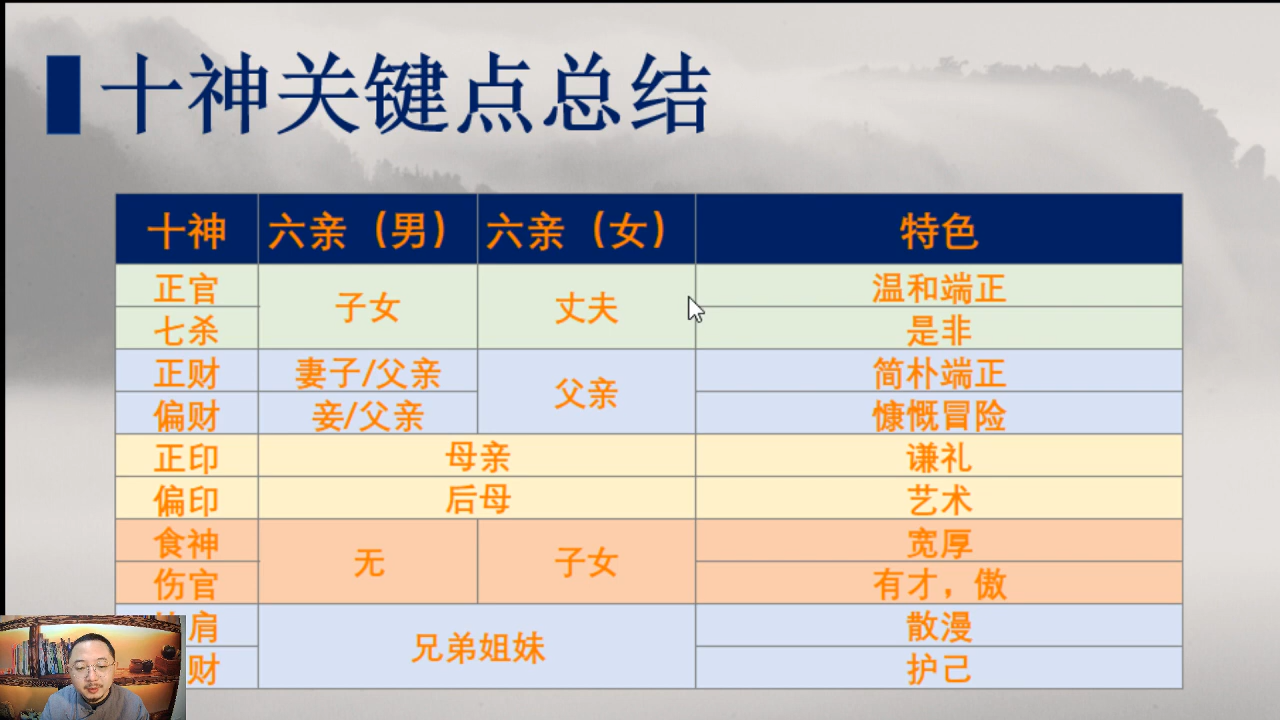 十神关键点总结
十神 六亲（男） 六亲（女） 特色
正官 子女 丈夫 温和端正
七杀 是非
正财 妻子/父亲 父亲 简朴端正
偏财 妾/父亲 慷慨冒险
正印 母亲 谦礼
偏印 后母 艺术
食神 无 子女 宽厚
伤官 有才，傲
肩 兄弟姐妹 散漫
财 护己